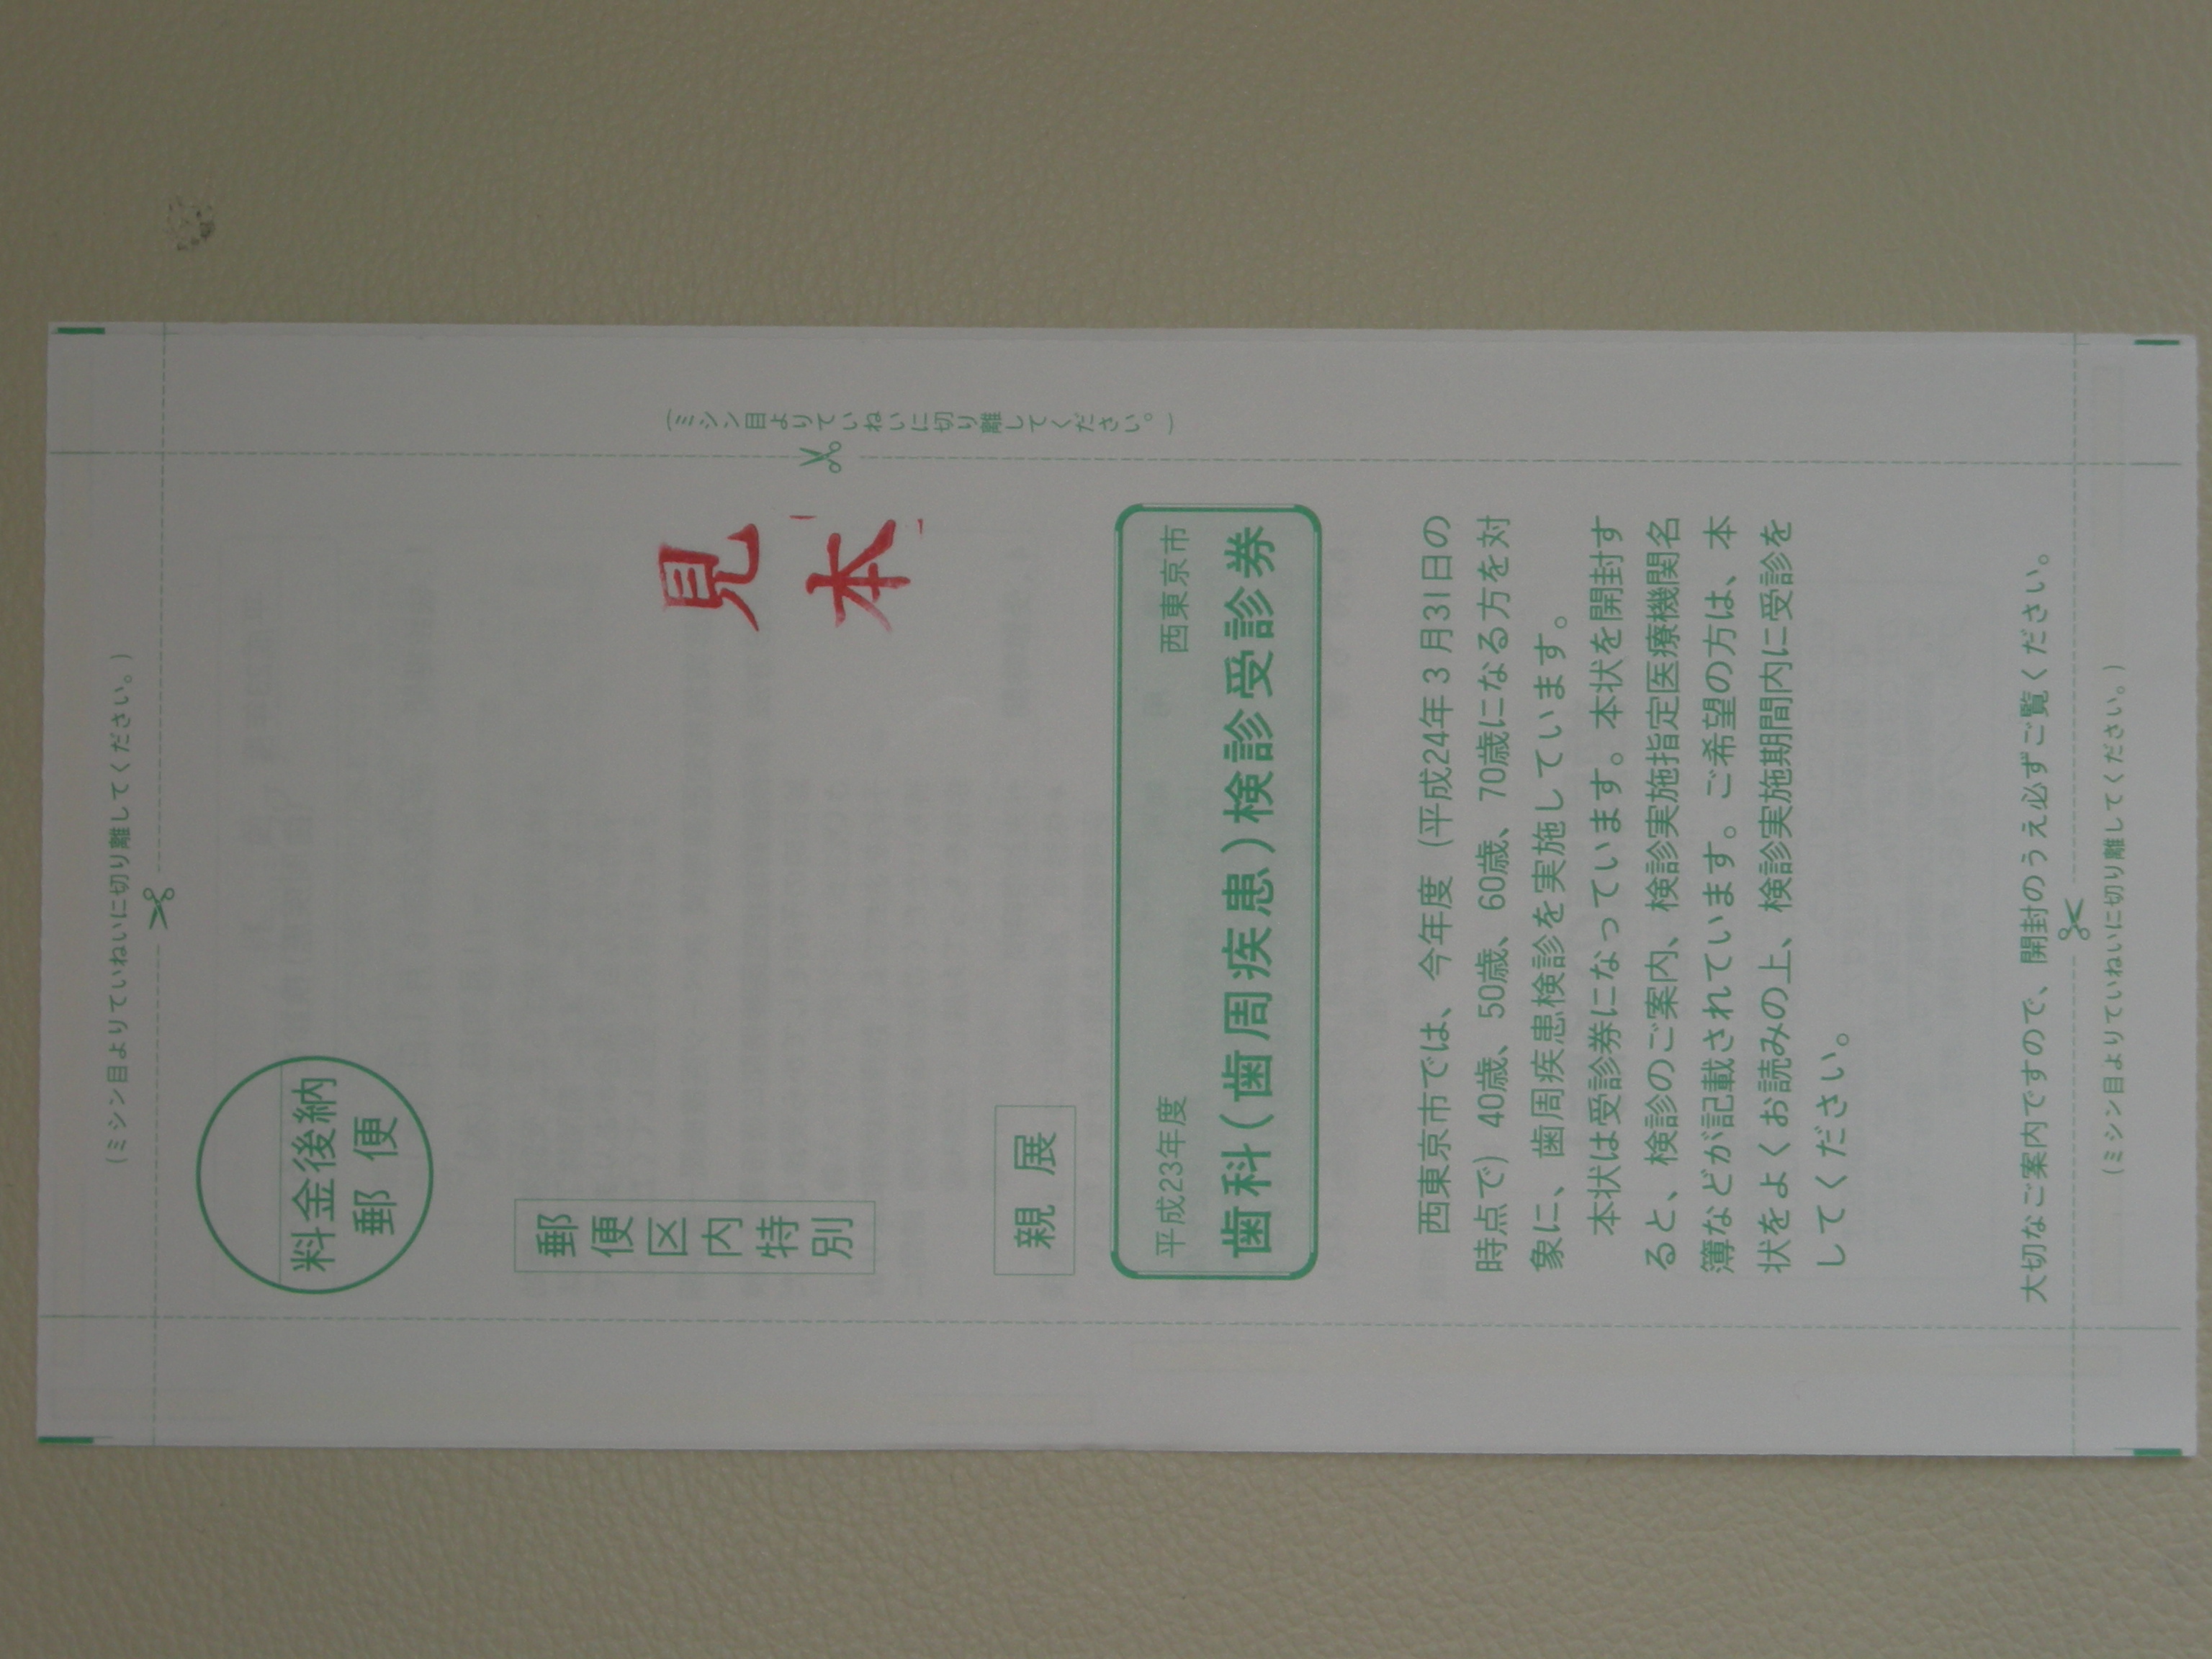 (ミシン目よりていねいに切り離してください。)
料金後納
郵便
郵便区内特別
見本
(ミシン目よりていねいに切り離してください。)
親展
平成23年度 西東京市
歯科(歯周疾患)検診受診券
西東京市では、今年度(平成24年3月31日の
時点で)40歳、50歳、60歳、70歳になる方を対
象に、歯周疾患検診を実施しています。
本状は受診券になっています。本状を開封す
ると、検診のご案内、検診実施指定医療機関名
簿などが記載されています。ご希望の方は、本
状をよくお読みの上、検診実施期間内に受診を
してください。
大切なご案内ですので、開封のうえ必ずご覧ください。
(ミシン目よりていねいに切り離してください。)